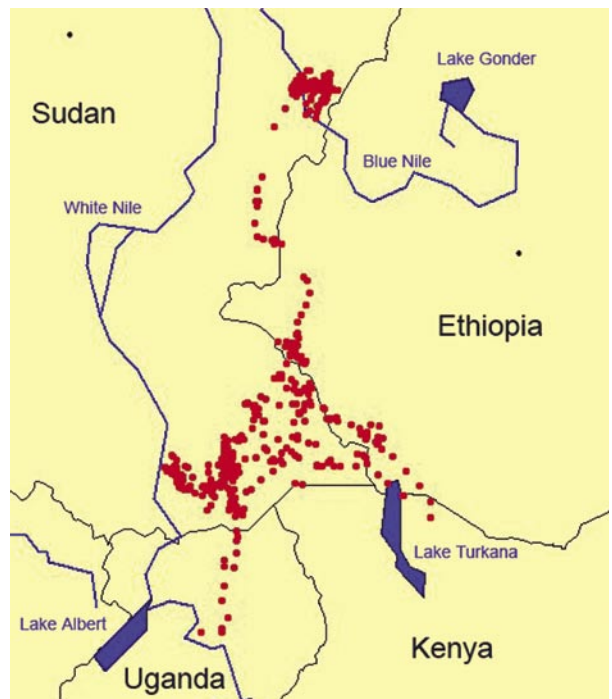 Lake Gonder
Sudan
Blue Nile
White Nile
Ethiopia
Lake Turkana
Lake Albert
Kenya
Uganda